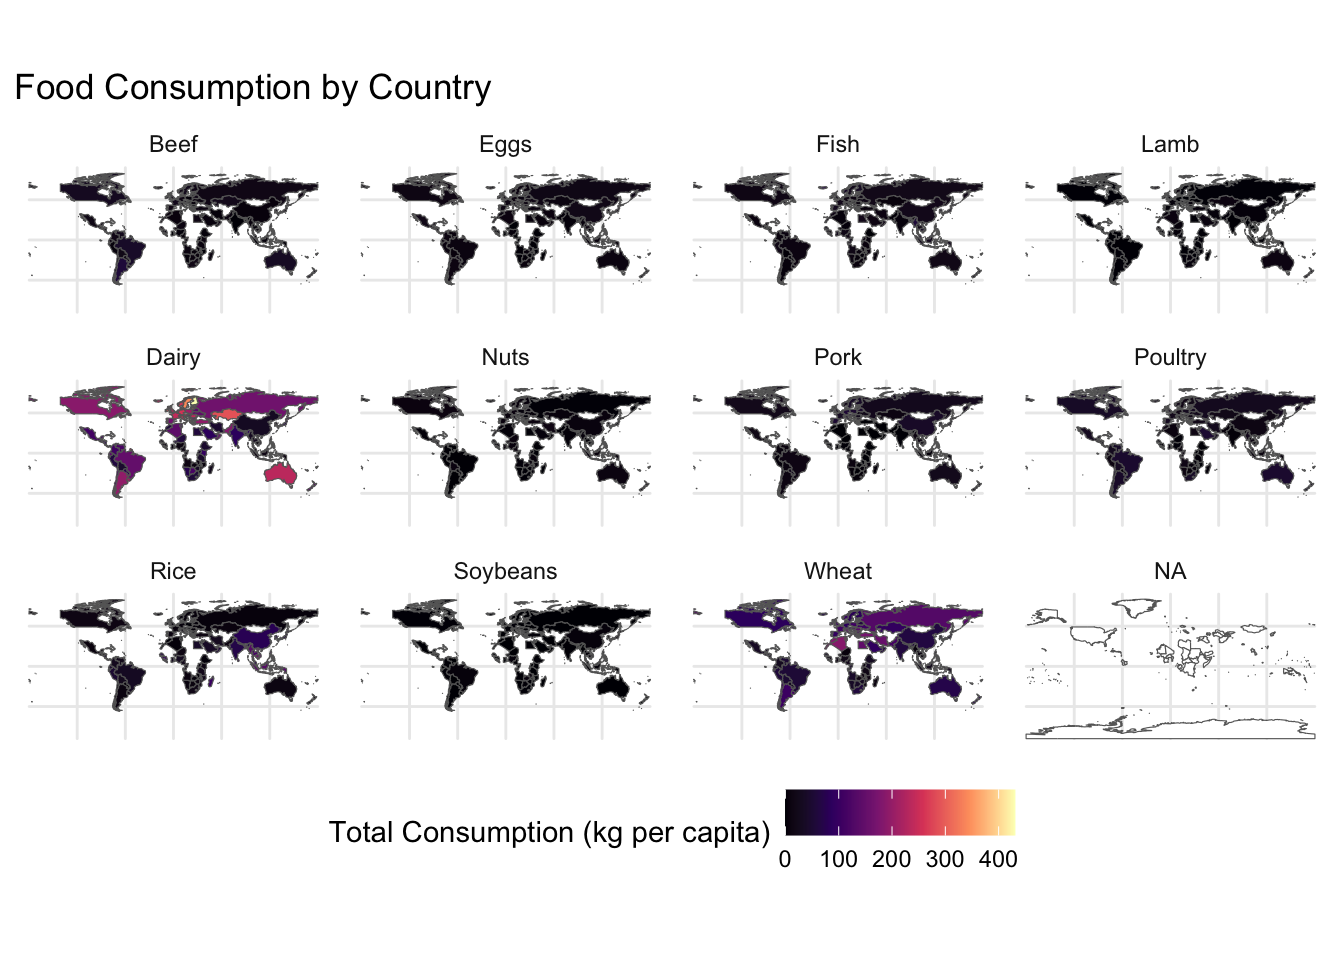 Food Consumption by Country
Beef Eggs Fish Lamb
Dairy Nuts Pork Poultry
Rice Soybeans Wheat NA
Total Consumption (kg per capita)
0 100 200 300 400